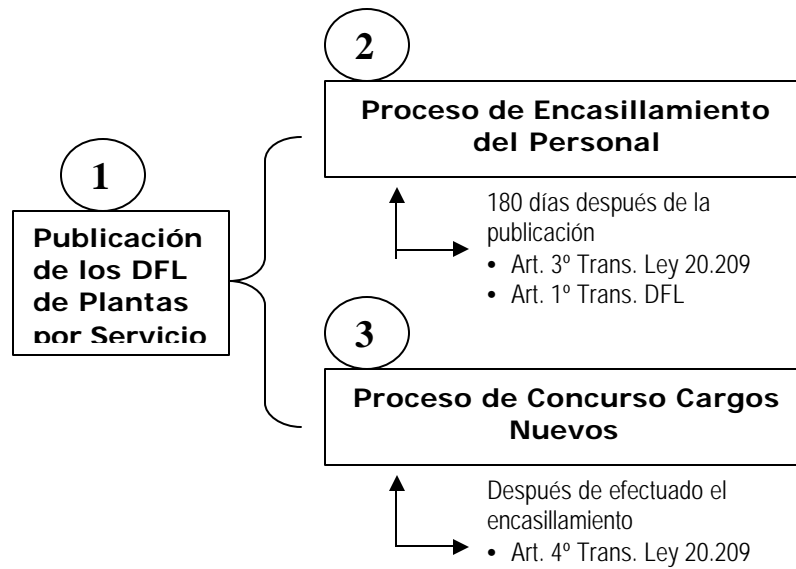 1
Publicación
de los DFL
de Plantas
por Servicio
2
Proceso de Encasillamiento
del Personal
180 días después de la
publicación
• Art. 3º Trans. Ley 20.209
• Art. 1º Trans. DFL
3
Proceso de Concurso Cargos
Nuevos
Después de efectuado el
encasillamiento
• Art. 4º Trans. Ley 20.209